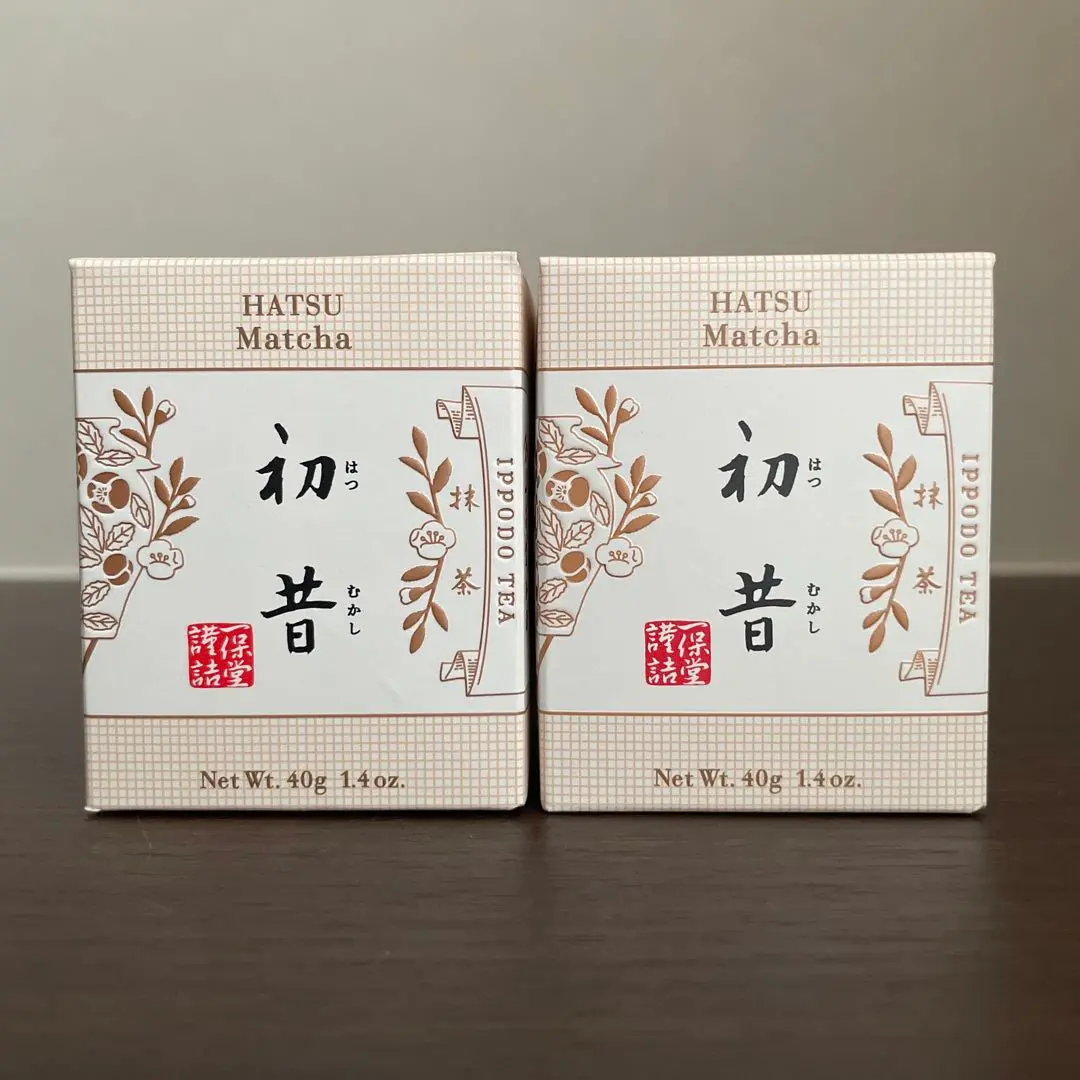 HATSU
Matcha
初昔
はつ
むかし
抹茶
IPPODO TEA
一保堂
謹詰
Net Wt. 40g 1.4 oz.
HATSU
Matcha
初昔
はつ
むかし
抹茶
IPPODO TEA
一保堂
謹詰
Net Wt. 40g 1.4 oz.